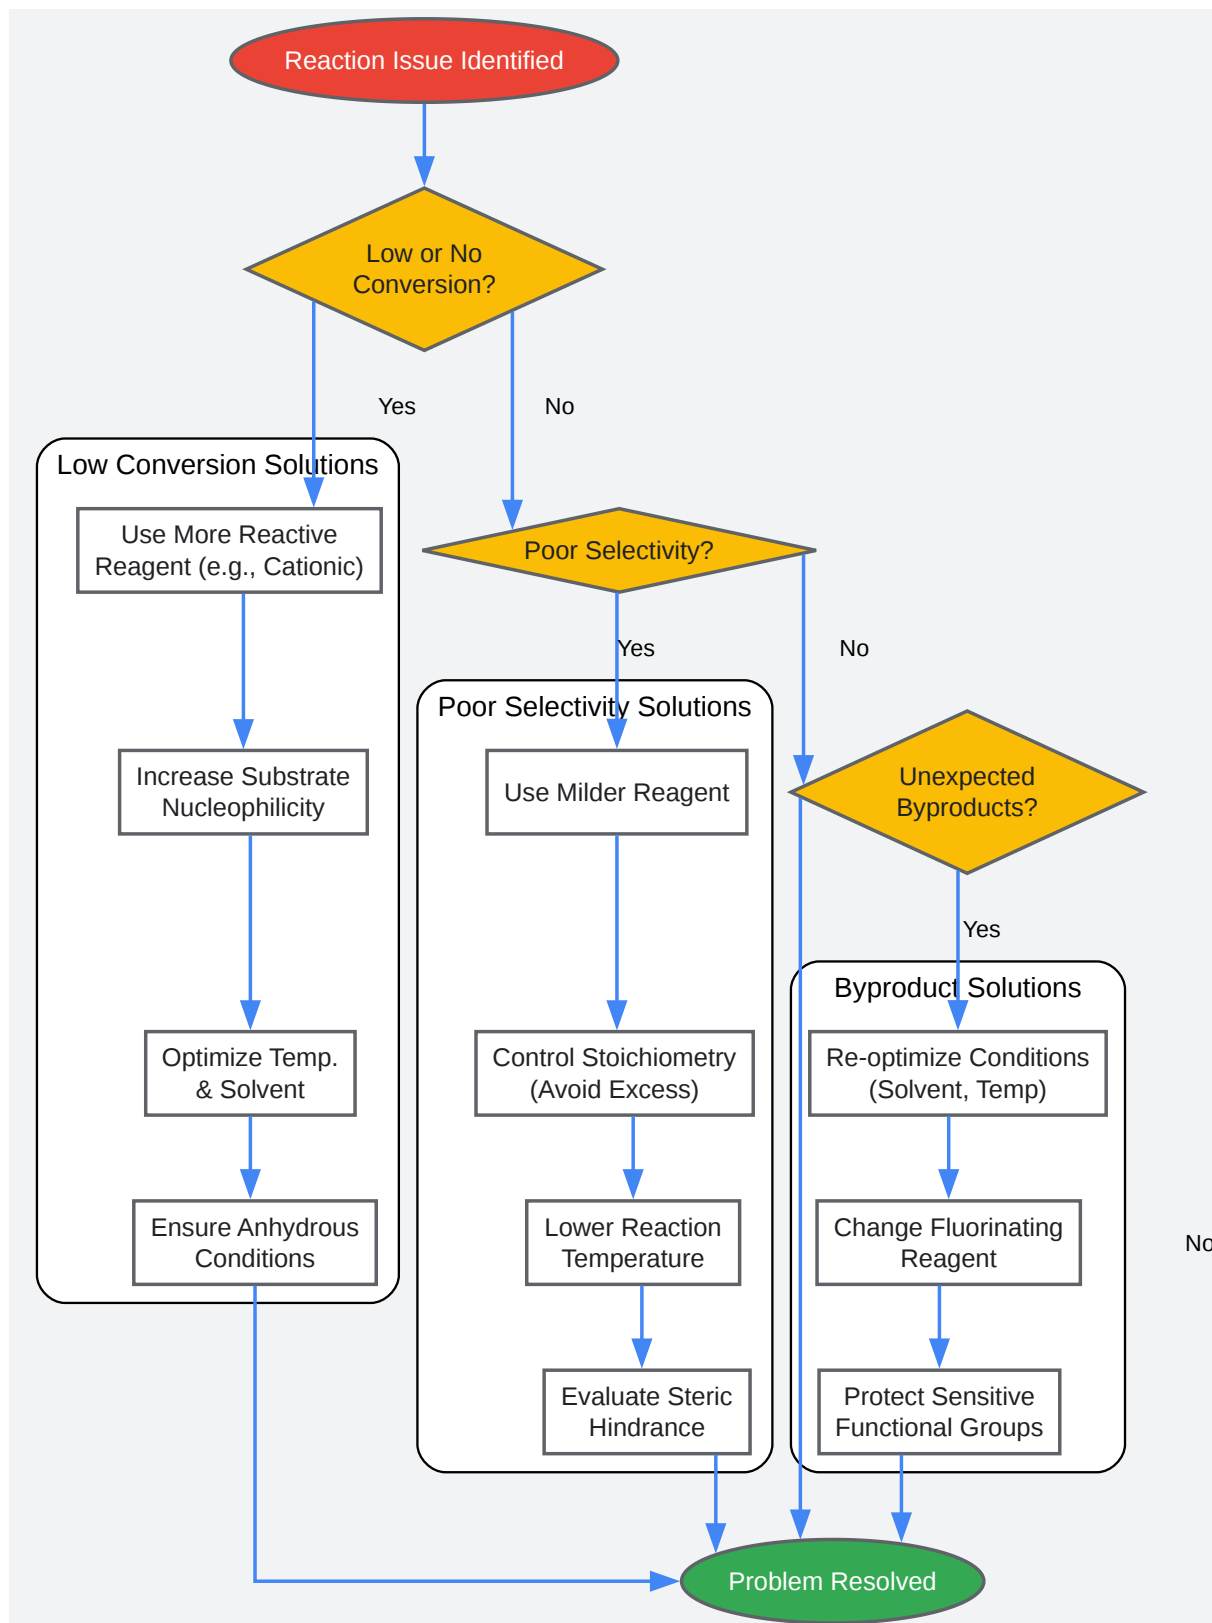 Reaction Issue Identified
Low or No
Conversion?
Yes
No
Low Conversion Solutions
Use More Reactive
Reagent (e.g., Cationic)
Increase Substrate
Nucleophilicity
Optimize Temp.
& Solvent
Ensure Anhydrous
Conditions
Poor Selectivity?
Yes
No
Poor Selectivity Solutions
Use Milder Reagent
Control Stoichiometry
(Avoid Excess)
Lower Reaction
Temperature
Evaluate Steric
Hindrance
Unexpected
Byproducts?
Yes
No
Byproduct Solutions
Re-optimize Conditions
(Solvent, Temp)
Change Fluorinating
Reagent
Protect Sensitive
Functional Groups
Problem Resolved